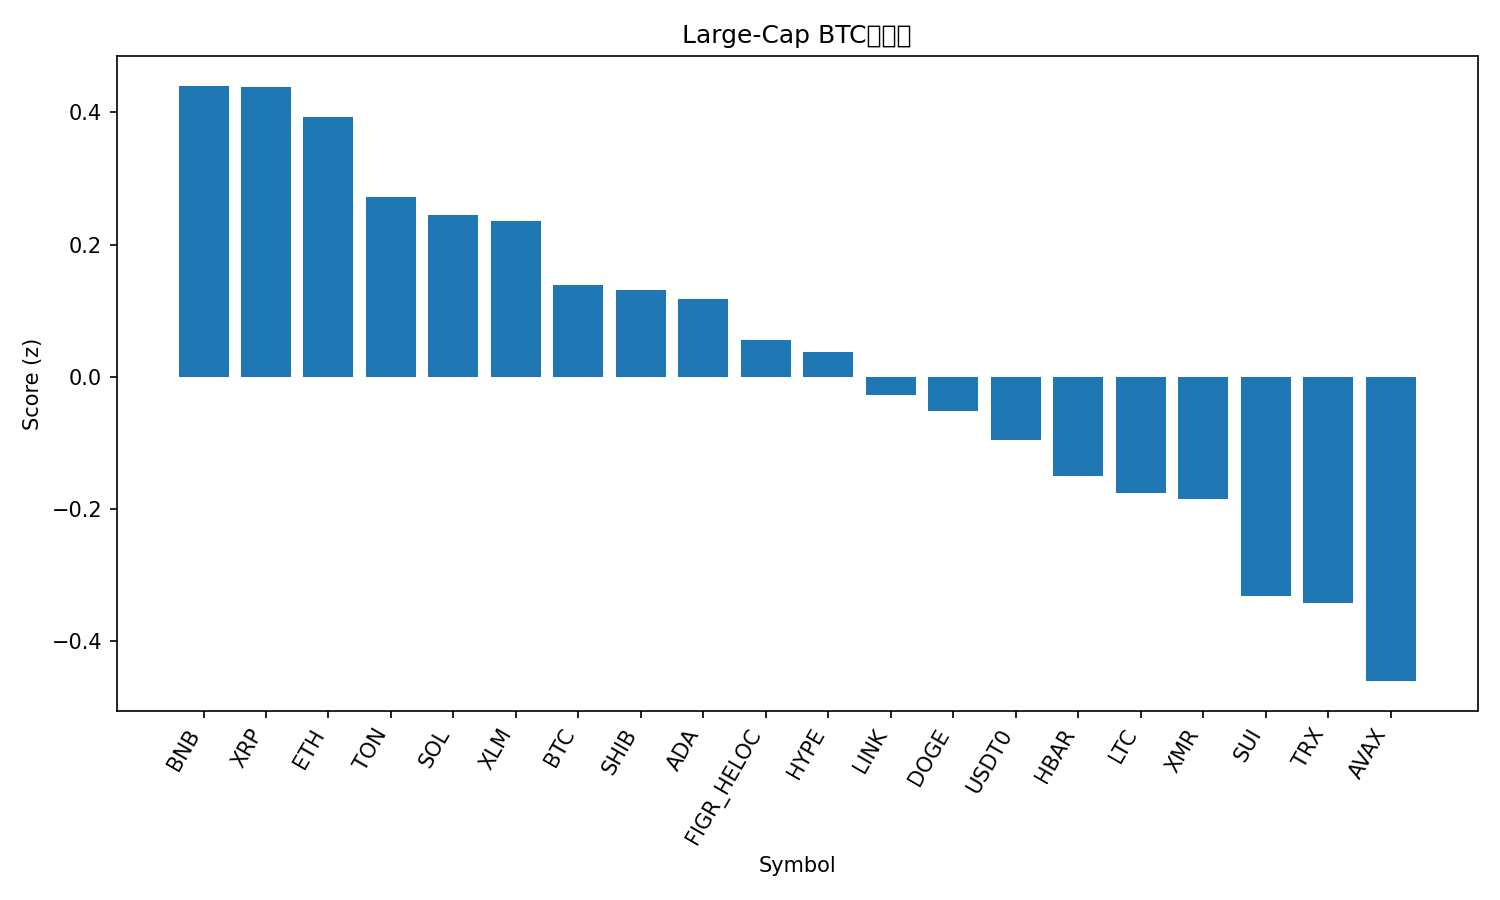 Large-Cap BTC
Score (z)
0.4
0.2
0.0
−0.2
−0.4
BNB
XRP
ETH
TON
SOL
XLM
BTC
SHIB
ADA
FIGR_HELOC
HYPE
LINK
DOGE
USDT0
HBAR
LTC
XMR
SUI
TRX
AVAX
Symbol